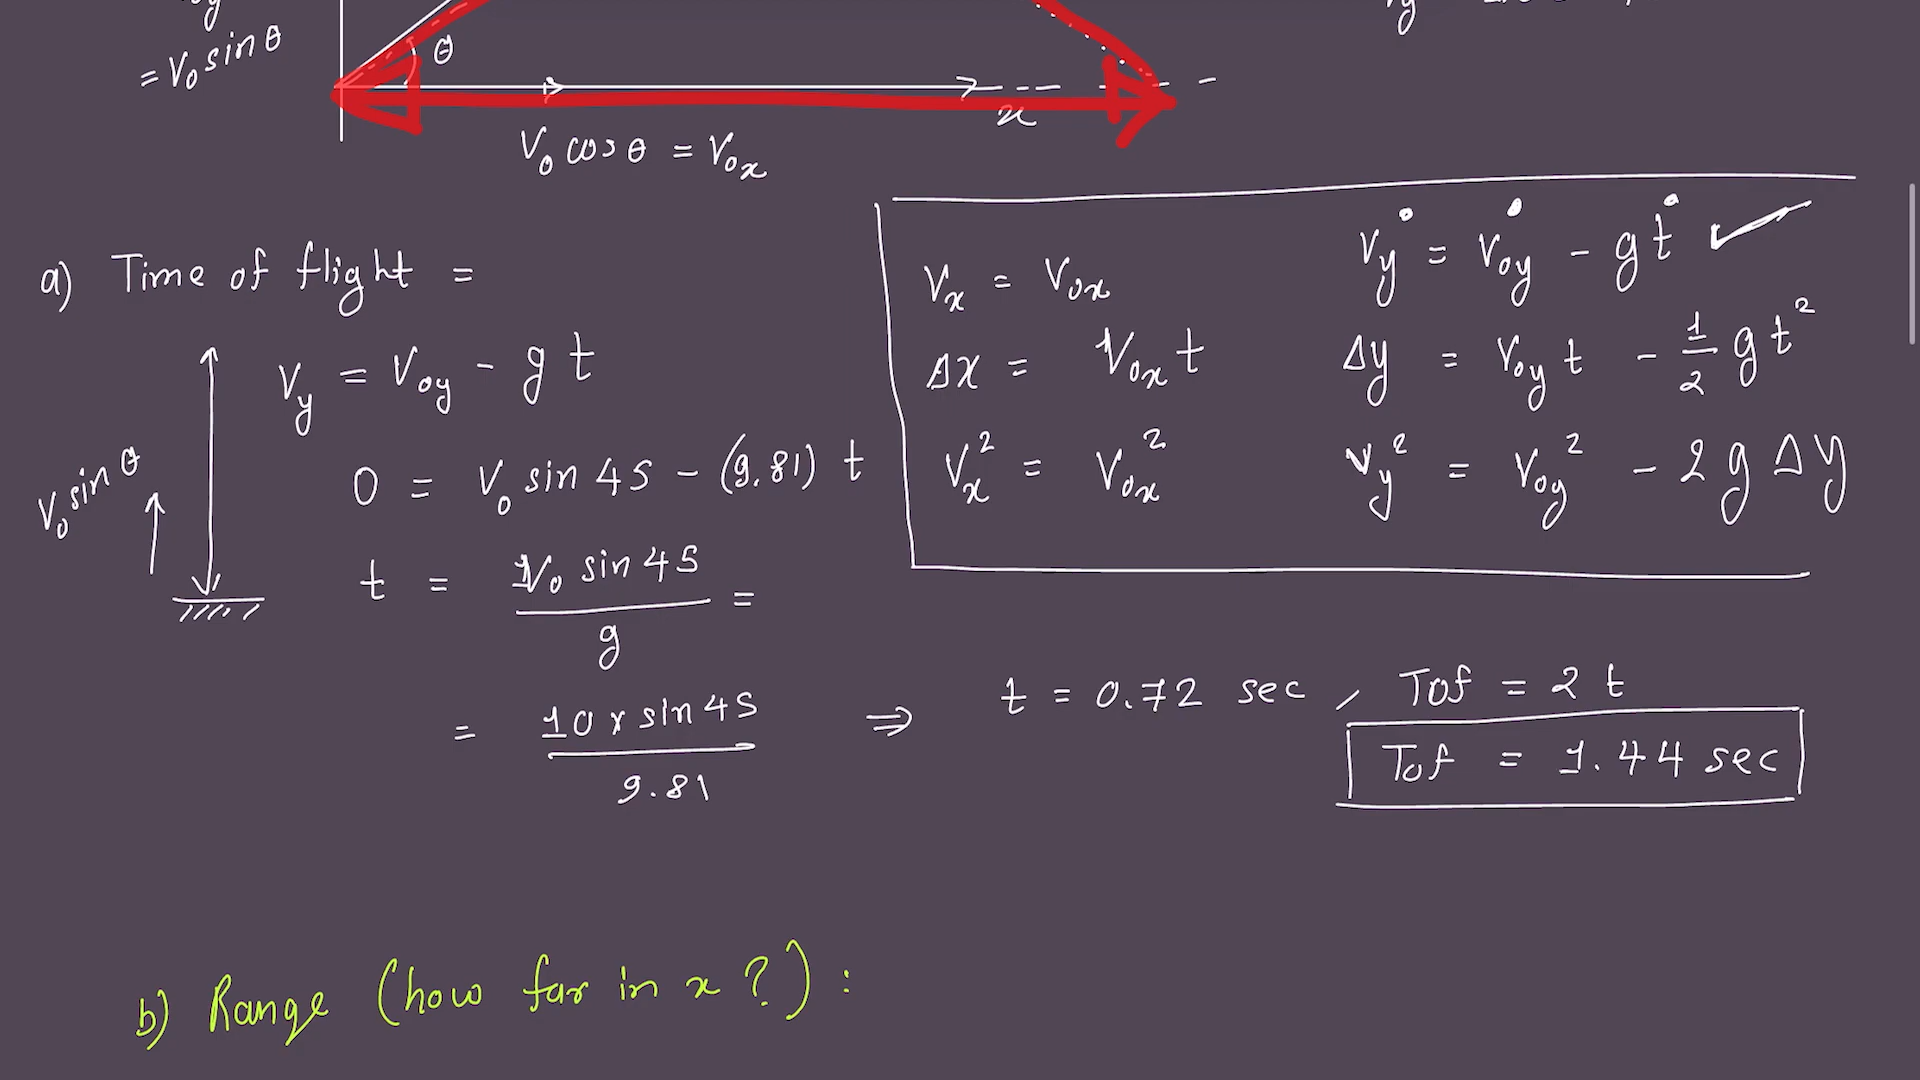 = V₀ sin θ
θ
x
V₀ cos θ = V₀ₓ
a) Time of flight =
Vy = Voy - g t
V₀ sin θ
0 = V₀ sin 45 - (9.81) t
t = V₀ sin 45 / g =
= 10 x sin 45 / 9.81 ⇒ t = 0.72 sec, Tof = 2 t
Tof = 1.44 sec
Vₓ = V₀ₓ
Δx = V₀ₓ t
Vₓ² = V₀ₓ²
Vy = Voy - g t ✓
Δy = Voy t - 1/2 g t²
Vy² = Voy² - 2 g Δy
b) Range (how far in x ?) :